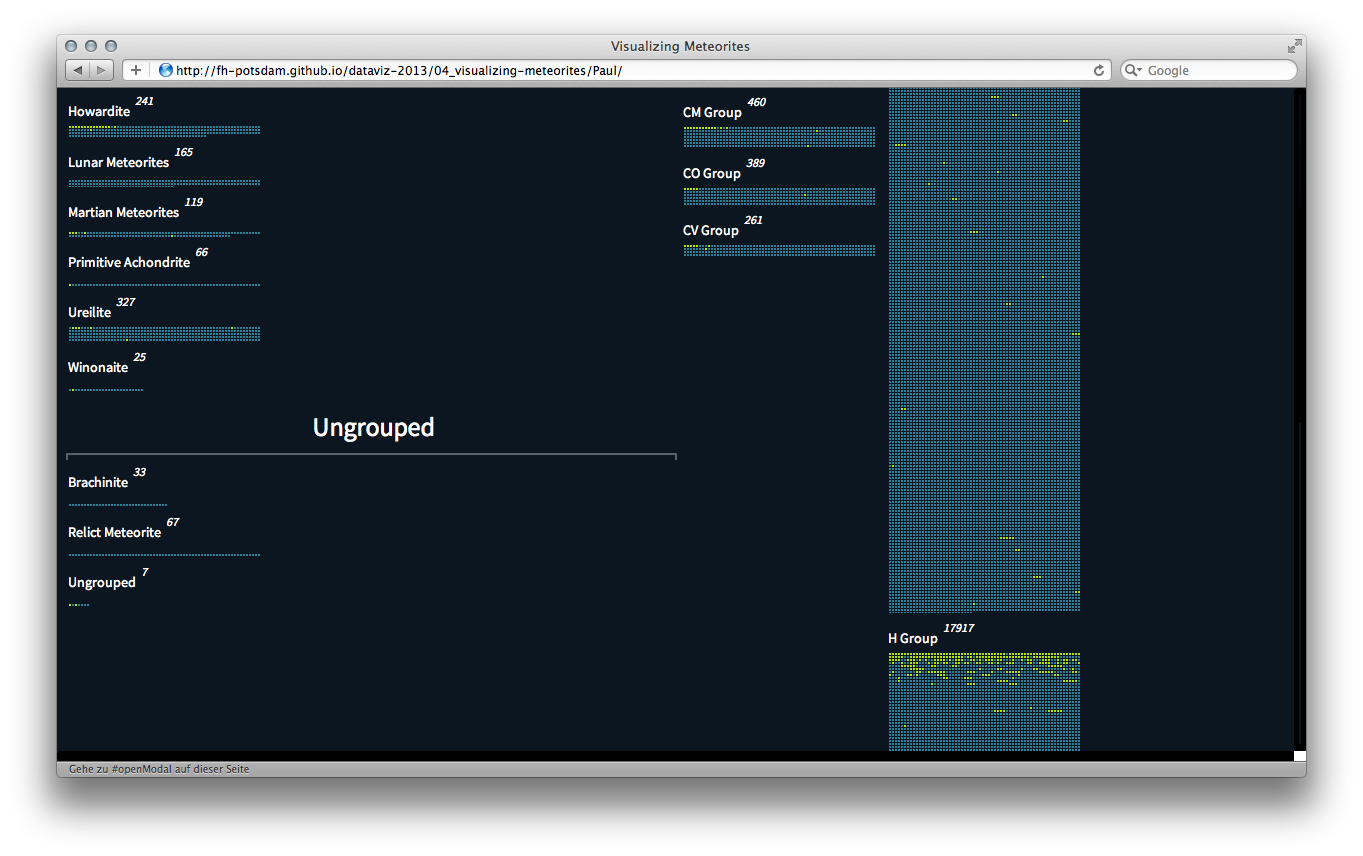 Visualizing Meteorites
http://fh-potsdam.github.io/dataviz-2013/04_visualizing-meteorites/Paul/
Google
Howardite 241
Lunar Meteorites 165
Martian Meteorites 119
Primitive Achondrite 66
Ureilite 327
Winonaite 25
Ungrouped
Brachinite 33
Relict Meteorite 67
Ungrouped 7
CM Group 460
CO Group 389
CV Group 261
H Group 17917
Gehe zu #openModal auf dieser Seite